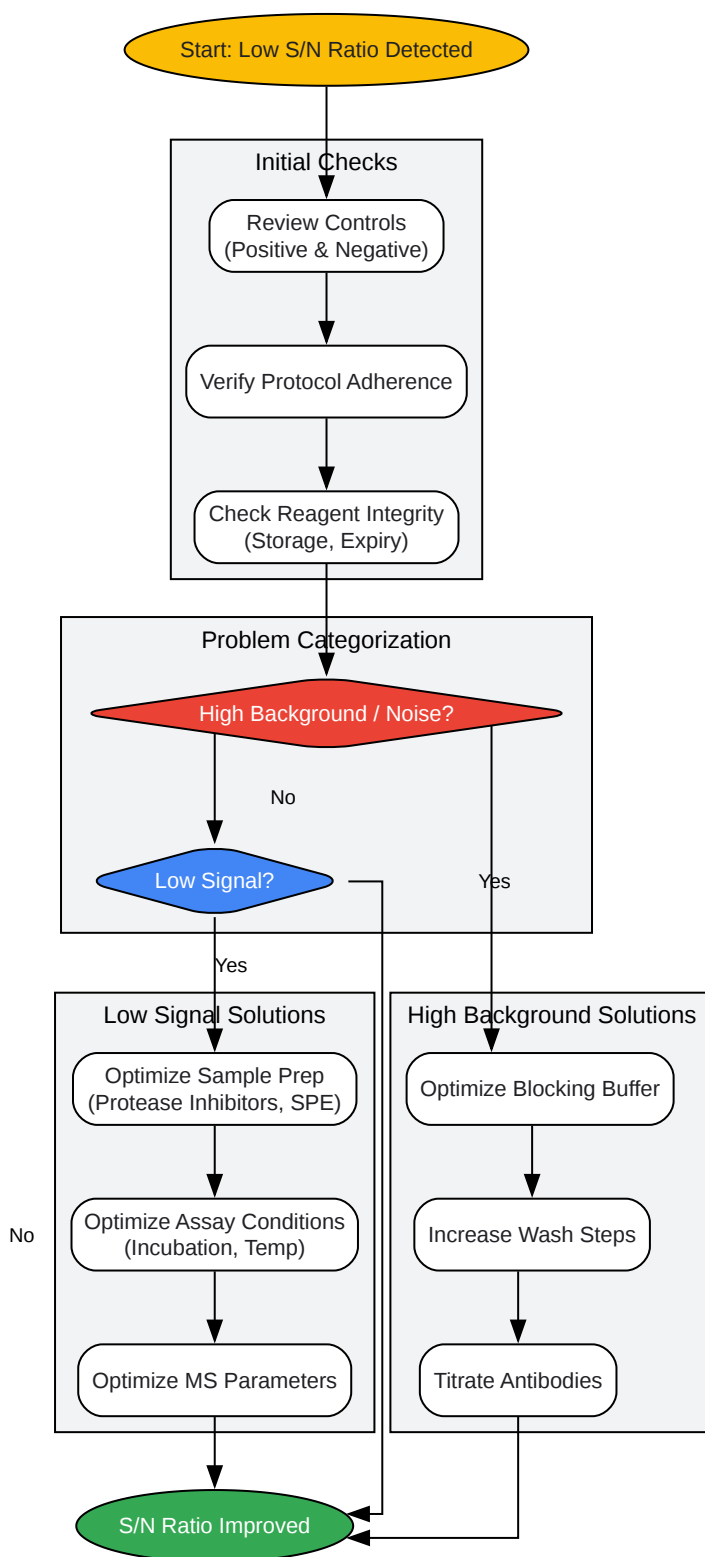 Start: Low S/N Ratio Detected
Initial Checks
Review Controls
(Positive & Negative)
Verify Protocol Adherence
Check Reagent Integrity
(Storage, Expiry)
Problem Categorization
High Background / Noise?
No
Low Signal?
Yes
Yes
Low Signal Solutions
High Background Solutions
Optimize Sample Prep
(Protease Inhibitors, SPE)
Optimize Blocking Buffer
Optimize Assay Conditions
(Incubation, Temp)
Increase Wash Steps
No
Optimize MS Parameters
Titrate Antibodies
S/N Ratio Improved